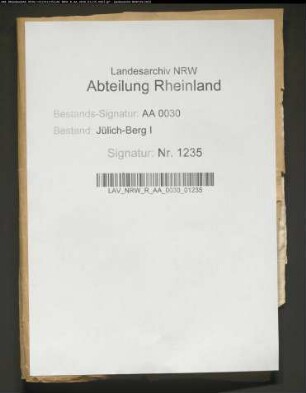 Landesarchiv NRW
Abteilung Rheinland
Bestands-Signatur: AA 0030
Bestand: Jülich-Berg I
Signatur: Nr. 1235
LAV_NRW_R_AA_0030_01235